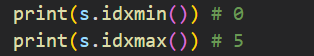 print(s.idxmin()) # 0
print(s.idxmax()) # 5